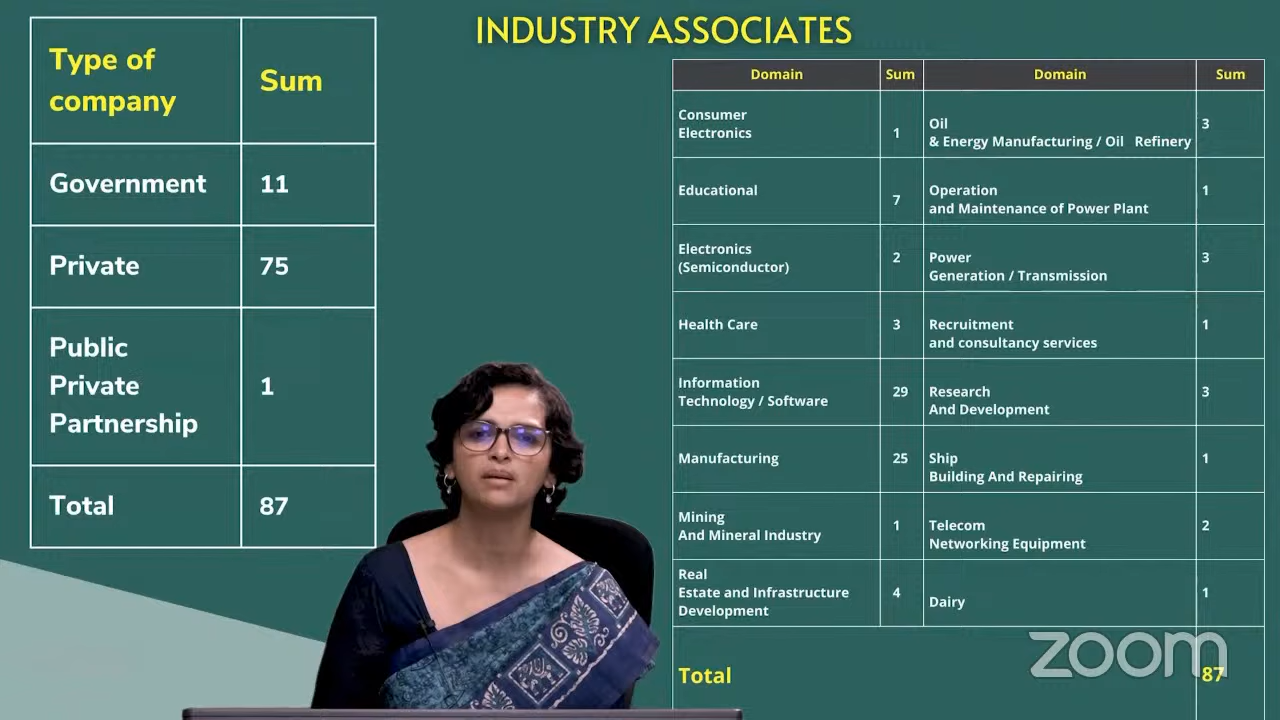 INDUSTRY ASSOCIATES
Type of
company
Sum
Government
11
Private
75
Public
Private
Partnership
1
Total
87
Domain
Sum
Domain
Sum
Consumer
Electronics
1
Oil
& Energy Manufacturing / Oil Refinery
3
Educational
7
Operation
and Maintenance of Power Plant
1
Electronics
(Semiconductor)
2
Power
Generation / Transmission
3
Health Care
3
Recruitment
and consultancy services
1
Information
Technology / Software
29
Research
And Development
3
Manufacturing
25
Ship
Building And Repairing
1
Mining
And Mineral Industry
1
Telecom
Networking Equipment
2
Real
Estate and Infrastructure
Development
4
Dairy
1
Total
87
zoom